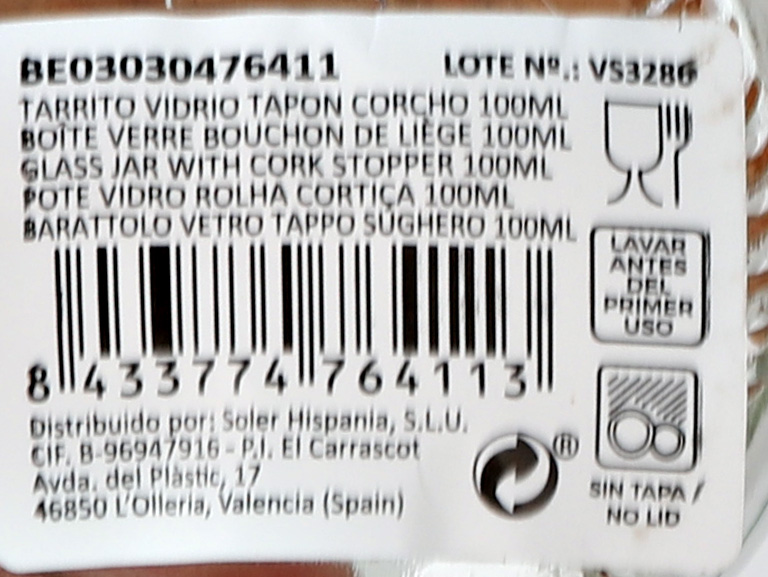 BE03030476411 LOTE Nº.: VS3286
TARRITO VIDRIO TAPON CORCHO 100ML
BOÎTE VERRE BOUCHON DE LIÈGE 100ML
GLASS JAR WITH CORK STOPPER 100ML
POTE VIDRO ROLHA CORTIÇA 100ML
BARATTOLO VETRO TAPPO SUGHERO 100ML
LAVAR
ANTES
DEL
PRIMER
USO
8 433774 764113
Distribuido por: Soler Hispania, S.L.U.
CIF. B-96947916 - P.I. El Carrascot
Avda. del Plàstic, 17
46850 L'Olleria, Valencia (Spain)
®
SIN TAPA /
NO LID